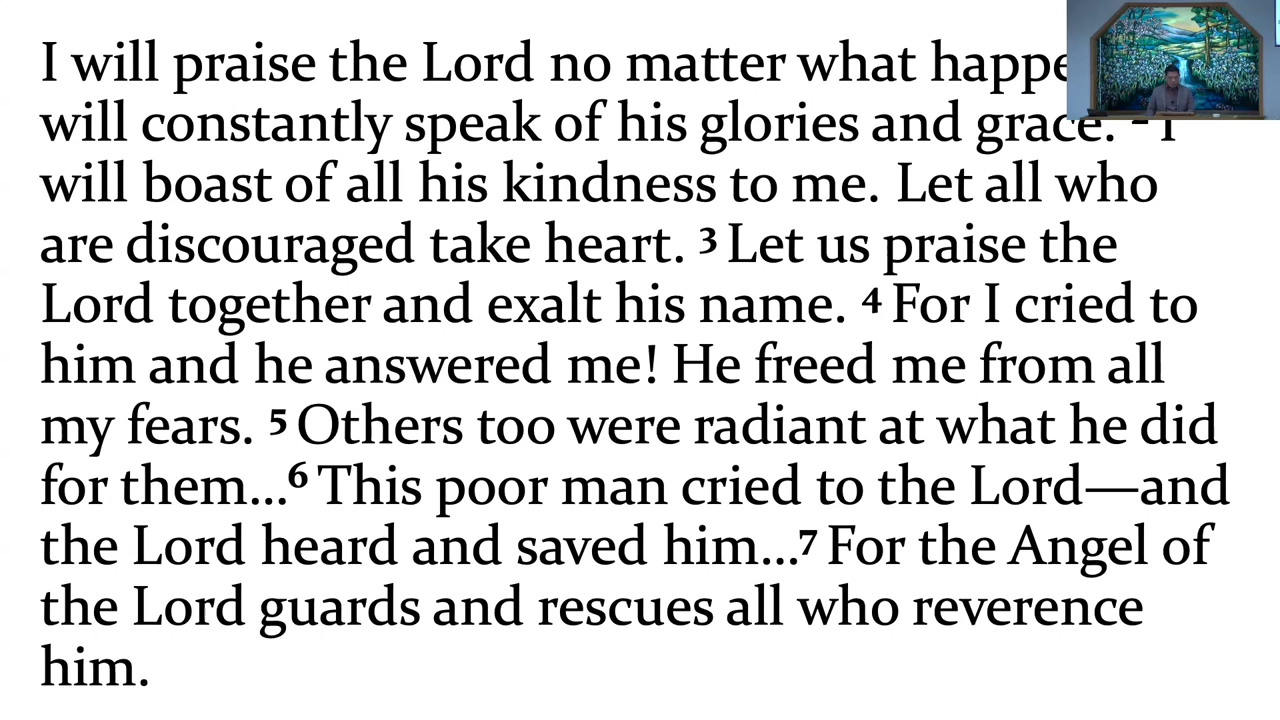 I will praise the Lord no matter what
will constantly speak of his glories and grace. ² I
will boast of all his kindness to me. Let all who
are discouraged take heart. ³ Let us praise the
Lord together and exalt his name. ⁴ For I cried to
him and he answered me! He freed me from all
my fears. ⁵ Others too were radiant at what he did
for them...⁶ This poor man cried to the Lord—and
the Lord heard and saved him...⁷ For the Angel of
the Lord guards and rescues all who reverence
him.